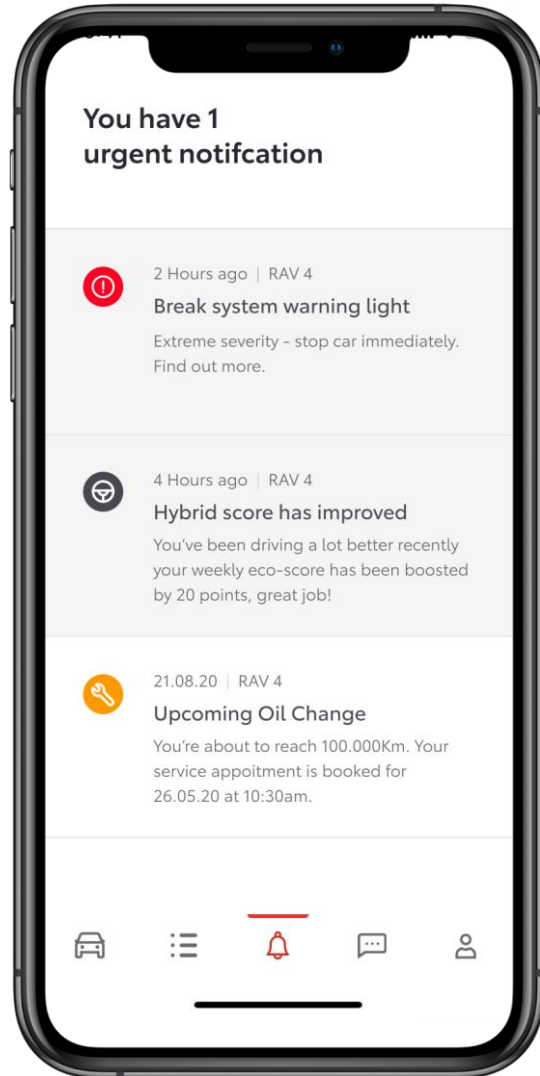 You have 1
urgent notifcation
2 Hours ago | RAV 4
Break system warning light
Extreme severity - stop car immediately.
Find out more.
4 Hours ago | RAV 4
Hybrid score has improved
You've been driving a lot better recently
your weekly eco-score has been boosted
by 20 points, great job!
21.08.20 | RAV 4
Upcoming Oil Change
You're about to reach 100.000Km. Your
service appoitment is booked for
26.05.20 at 10:30am.